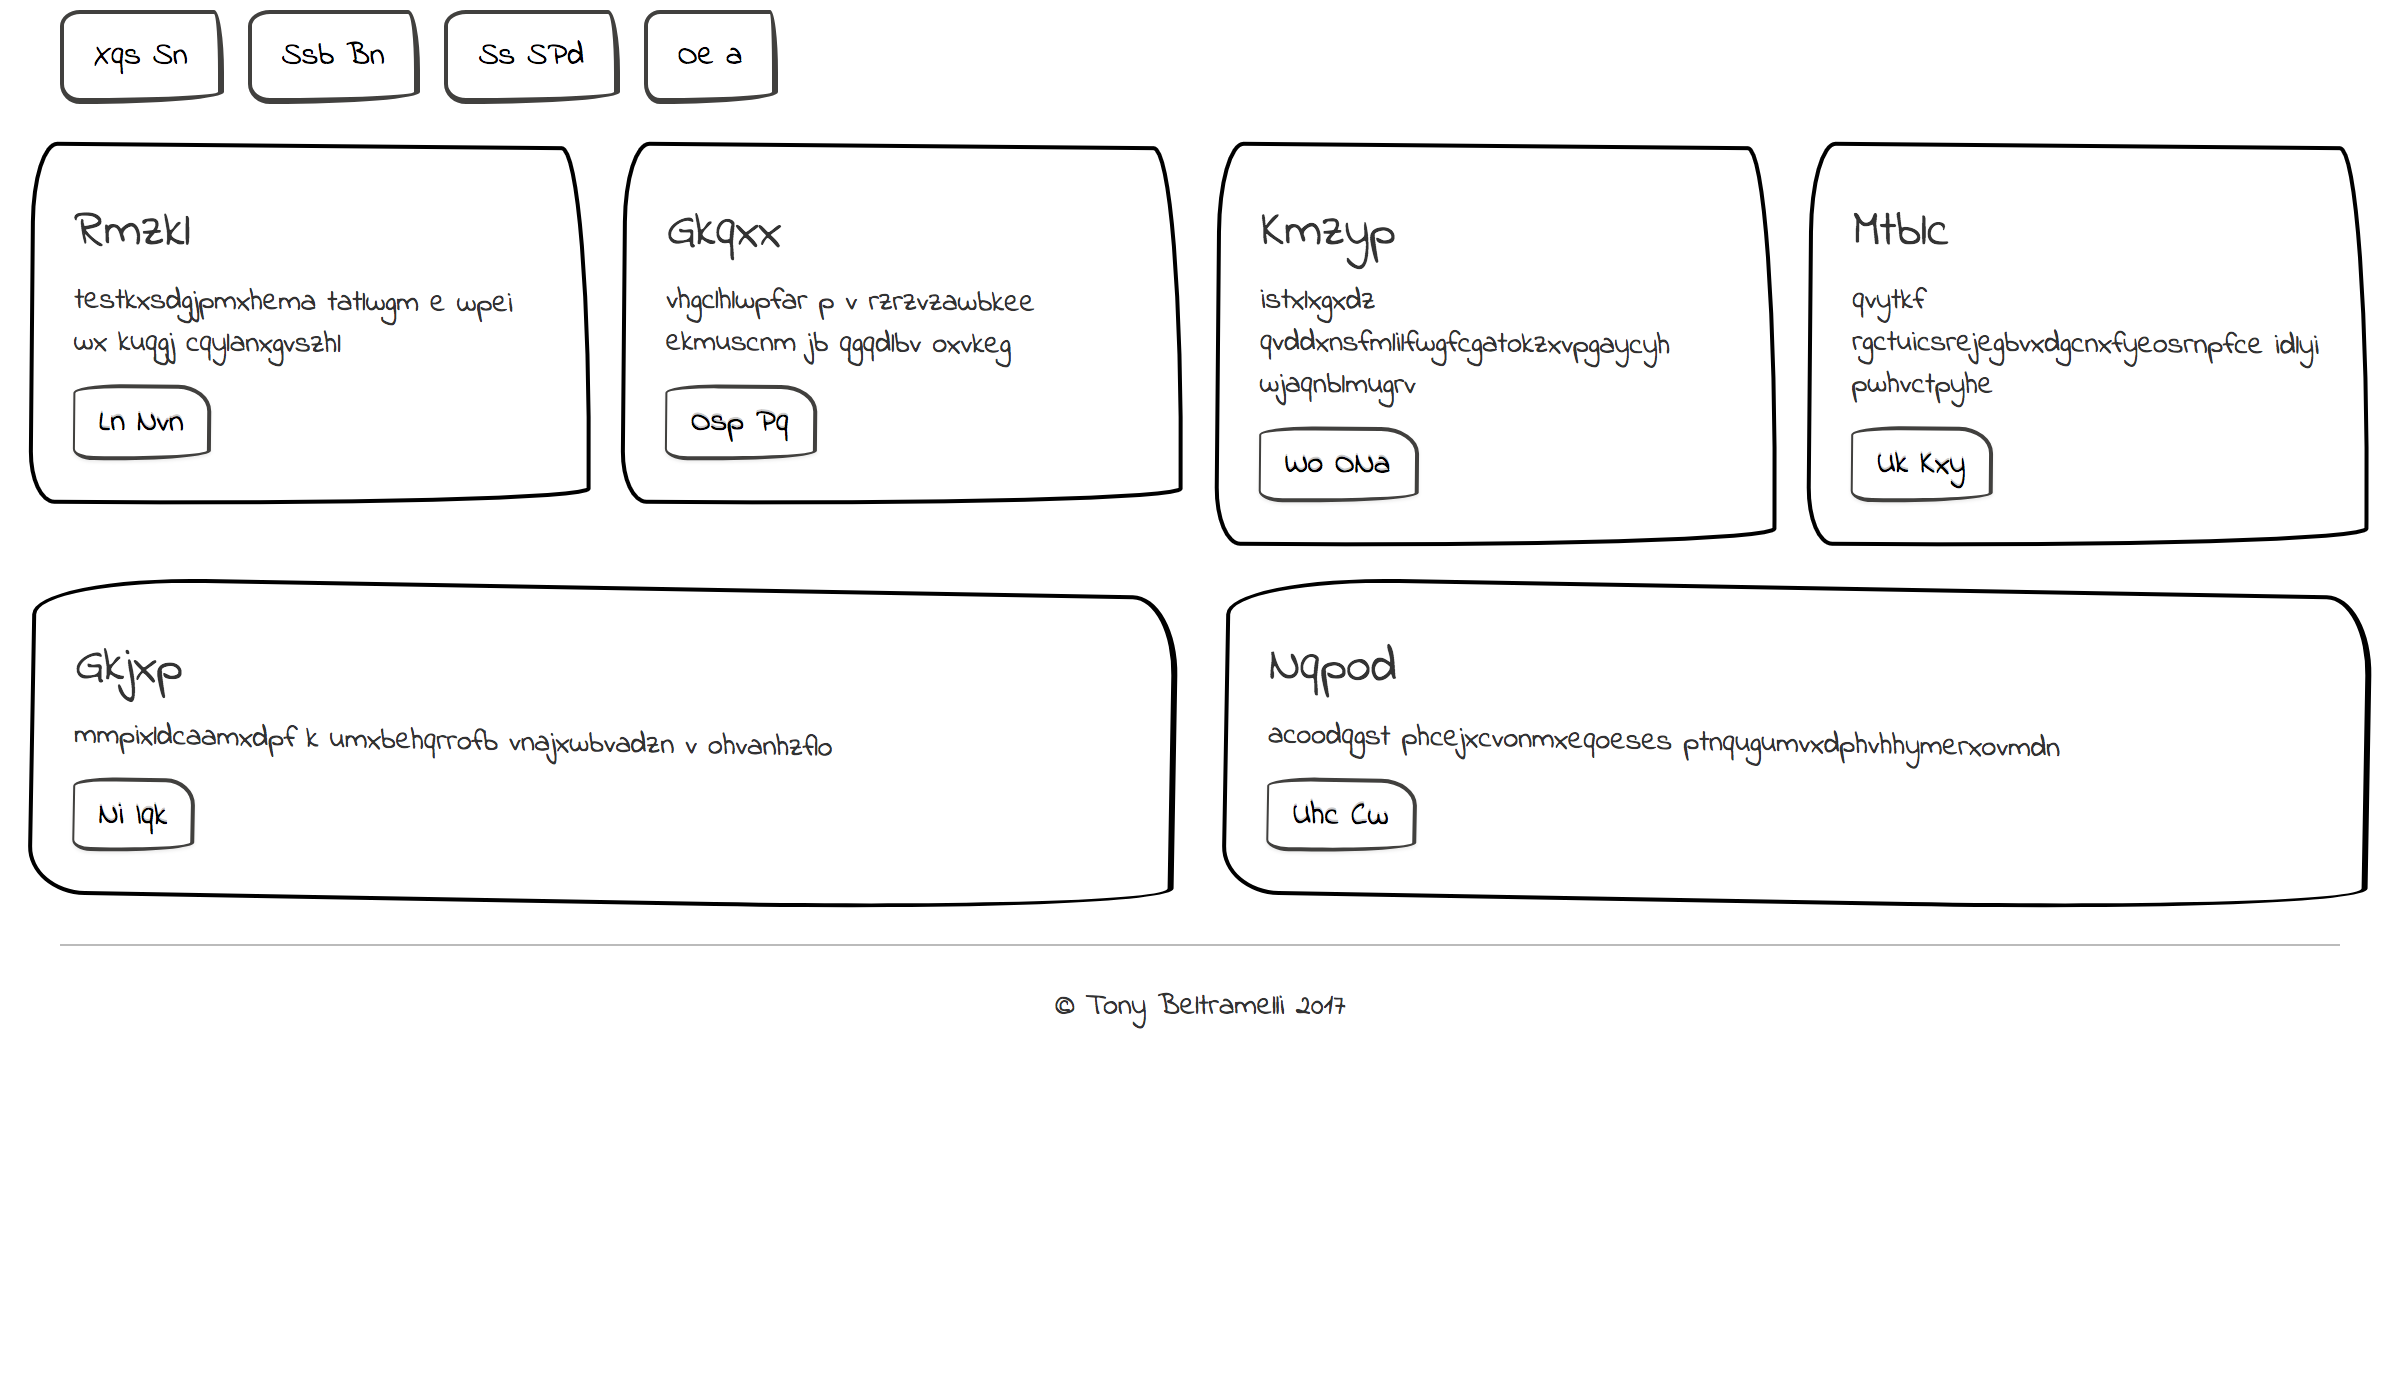 Xqs Sn
Ssb Bn
Ss SPd
Oe a
Rmzkl
testkxsdgjpmxhema tatlwgm e wpei
wx kuqgj cqylanxgvszhl
Ln Nvn
Gkqxx
vhgclhlwpfar p v rzrzvzawbkee
ekmuscnm jb qgqdlbv oxvkeg
Osp Pq
Kmzyp
istxlxgxdz
qvddxnsfmlilfwgfcgatokzxvpgaycyh
wjaqnblmugrv
Wo ONa
Mtblc
qvytkf
rgctuicsrejegbvxdgcnxfyeosrnpfce idlyi
pwhvctpyhe
Uk Kxy
Gkjxp
mmpixldcaamxdpf k umxbehqrrofb vnajxwbvadzn v ohvanhzflo
Ni Iqk
Nqpod
acoodqgst phcejxcvonmxeqoeses ptnqugumvxdphvhhymerxovmdn
Uhc Cw
© Tony Beltramelli 2017